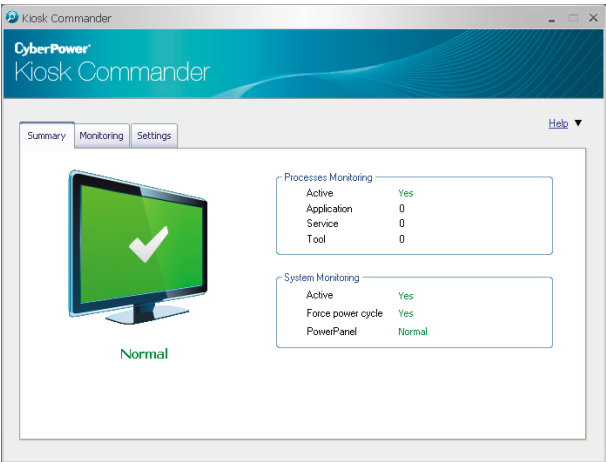 Kiosk Commander
CyberPower
Kiosk Commander
Help
Summary Monitoring Settings
Processes Monitoring
Active Yes
Application 0
Service 0
Tool 0
System Monitoring
Active Yes
Force power cycle Yes
PowerPanel Normal
Normal